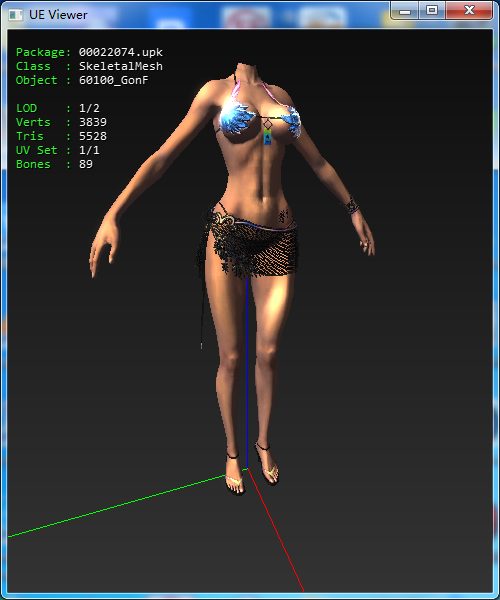 UE Viewer
Package: 00022074.upk
Class : SkeletalMesh
Object : 60100_GonF
LOD : 1/2
Verts : 3839
Tris : 5528
UV Set : 1/1
Bones : 89